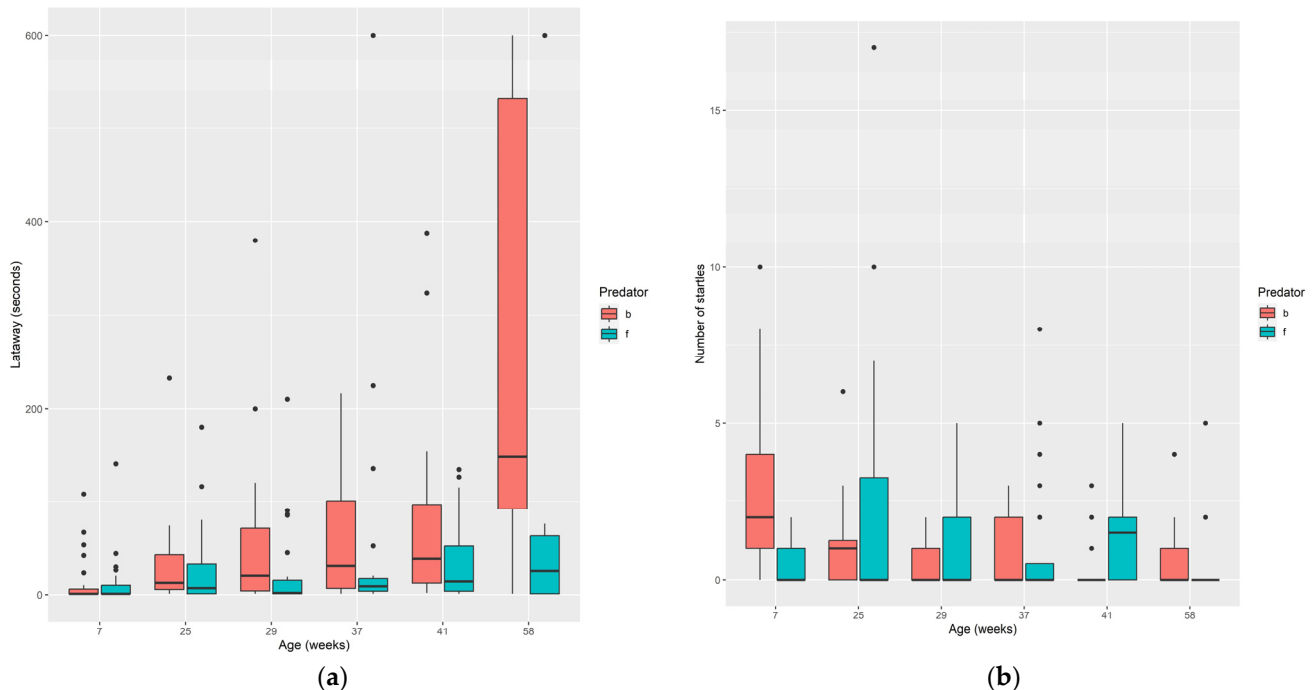 600
400
200
0
Lataway (seconds)
7 25 29 37 41 58
Age (weeks)
Predator
b
f
(a)
15
10
5
0
Number of startles
7 25 29 37 41 58
Age (weeks)
Predator
b
f
(b)